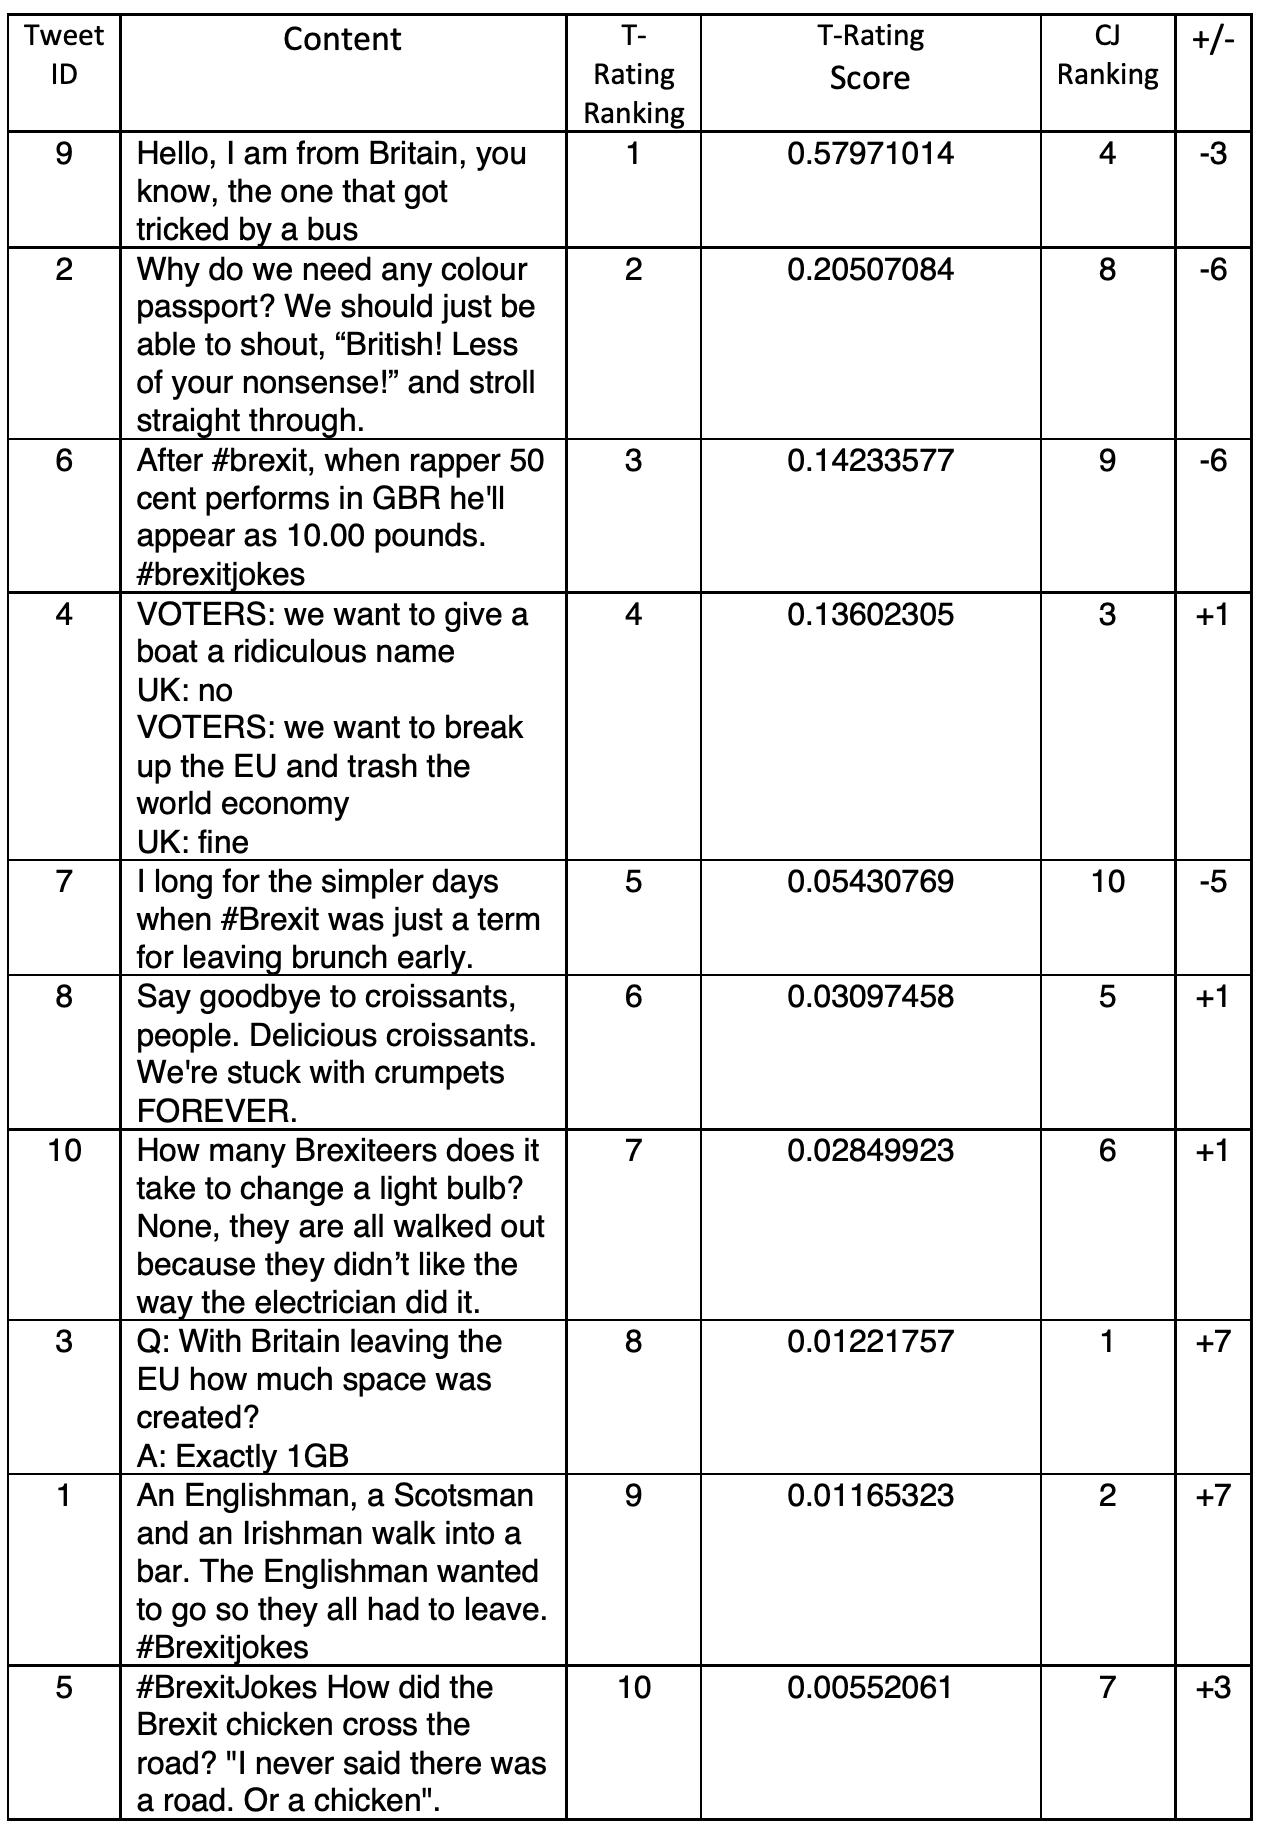 Tweet ID | Content | T-Rating Ranking | T-Rating Score | CJ Ranking | +/-
9 | Hello, I am from Britain, you | 1 | 0.57971014 | 4 | -3
know, the one that got
tricked by a bus
2 | Why do we need any colour | 2 | 0.20507084 | 8 | -6
passport? We should just be
able to shout, “British! Less
of your nonsense!” and stroll
straight through.
6 | After #brexit, when rapper 50 | 3 | 0.14233577 | 9 | -6
cent performs in GBR he'll
appear as 10.00 pounds.
#brexitjokes
4 | VOTERS: we want to give a | 4 | 0.13602305 | 3 | +1
boat a ridiculous name
UK: no
VOTERS: we want to break
up the EU and trash the
world economy
UK: fine
7 | I long for the simpler days | 5 | 0.05430769 | 10 | -5
when #Brexit was just a term
for leaving brunch early.
8 | Say goodbye to croissants, | 6 | 0.03097458 | 5 | +1
people. Delicious croissants.
We're stuck with crumpets
FOREVER.
10 | How many Brexiteers does it | 7 | 0.02849923 | 6 | +1
take to change a light bulb?
None, they are all walked out
because they didn’t like the
way the electrician did it.
3 | Q: With Britain leaving the | 8 | 0.01221757 | 1 | +7
EU how much space was
created?
A: Exactly 1GB
1 | An Englishman, a Scotsman | 9 | 0.01165323 | 2 | +7
and an Irishman walk into a
bar. The Englishman wanted
to go so they all had to leave.
#Brexitjokes
5 | #BrexitJokes How did the | 10 | 0.00552061 | 7 | +3
Brexit chicken cross the
road? "I never said there was
a road. Or a chicken".